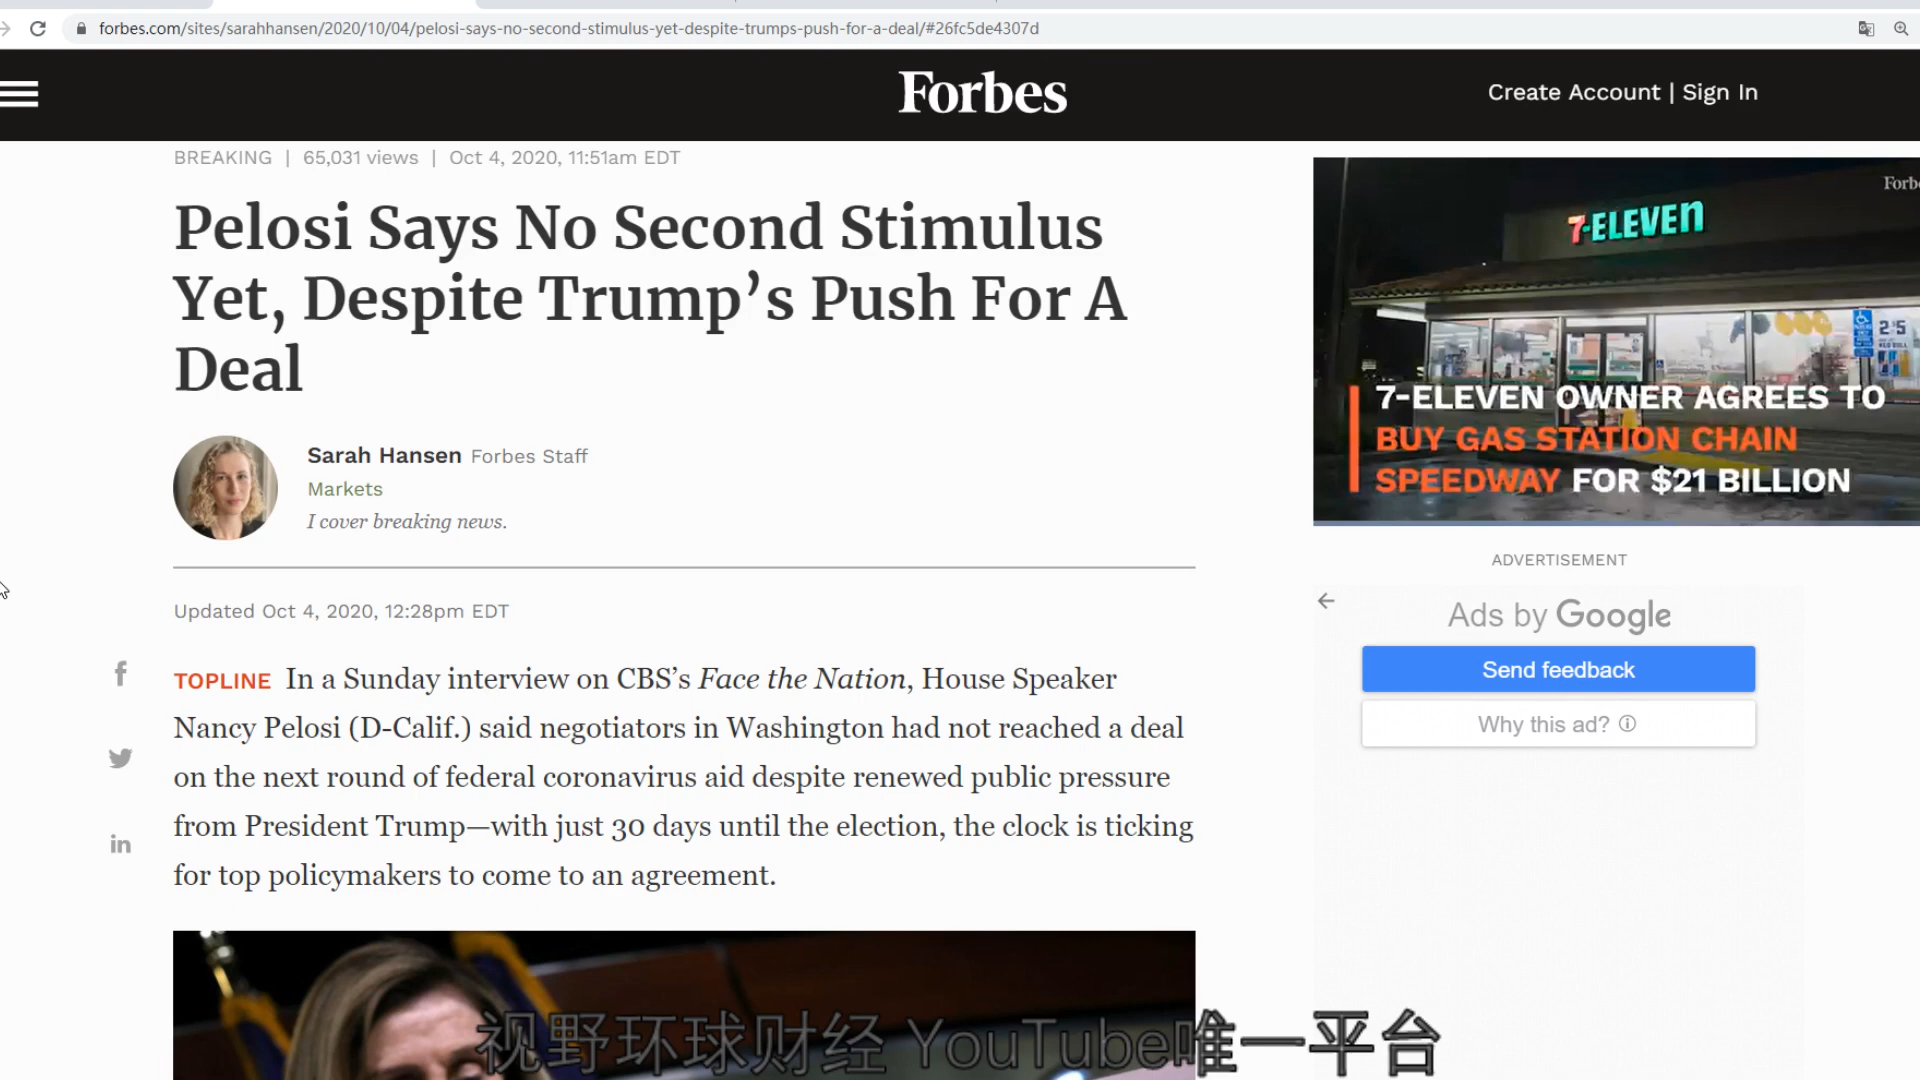 forbes.com/sites/sarahhansen/2020/10/04/pelosi-says-no-second-stimulus-yet-despite-trumps-push-for-a-deal/#26fc5de4307d
Forbes
Create Account | Sign In
BREAKING | 65,031 views | Oct 4, 2020, 11:51am EDT
Pelosi Says No Second Stimulus
Yet, Despite Trump’s Push For A
Deal
Sarah Hansen Forbes Staff
Markets
I cover breaking news.
Updated Oct 4, 2020, 12:28pm EDT
TOPLINE In a Sunday interview on CBS’s Face the Nation, House Speaker
Nancy Pelosi (D-Calif.) said negotiators in Washington had not reached a deal
on the next round of federal coronavirus aid despite renewed public pressure
from President Trump—with just 30 days until the election, the clock is ticking
for top policymakers to come to an agreement.
7-ELEVEn
7-ELEVEN OWNER AGREES TO
BUY GAS STATION CHAIN
SPEEDWAY FOR $21 BILLION
ADVERTISEMENT
Ads by Google
Send feedback
Why this ad?
视野环球财经 YouTube唯一平台